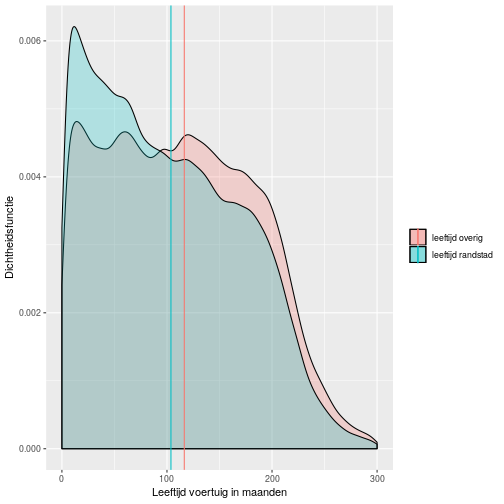 0.006
0.004
0.002
0.000
Dichtheidsfunctie
0
100
200
300
Leeftijd voertuig in maanden
leeftijd overig
leeftijd randstad